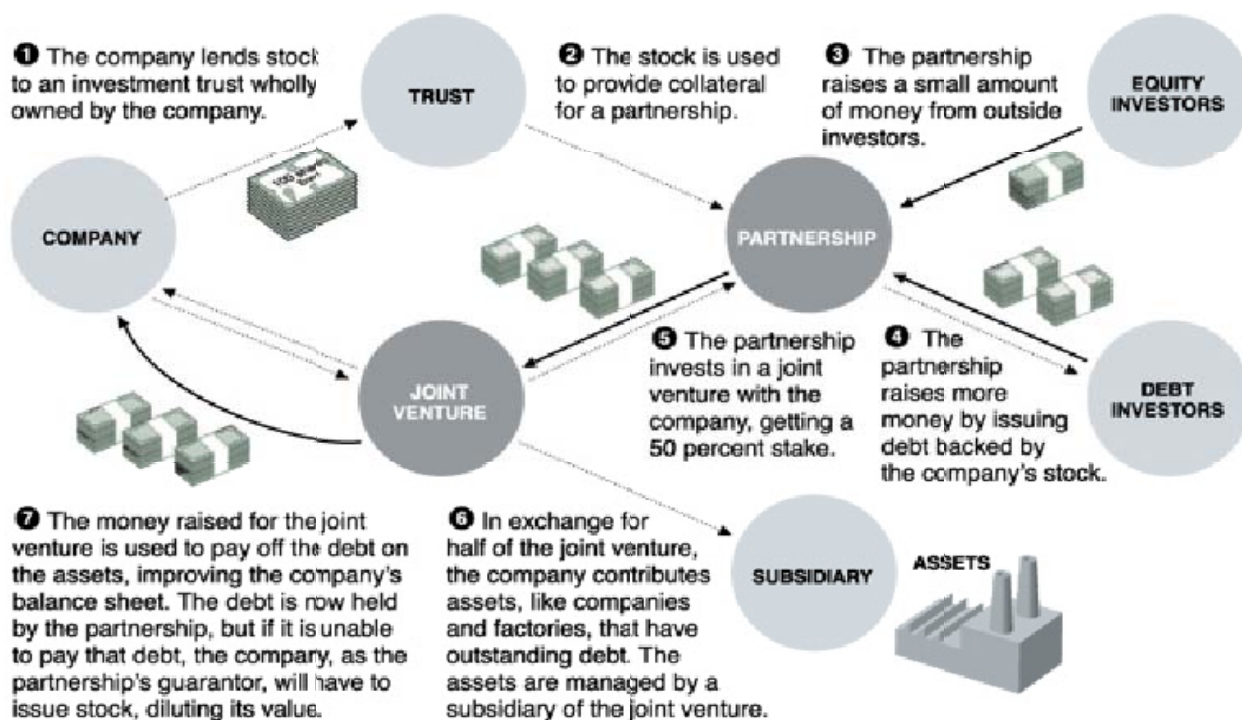 ❶ The company lends stock
to an investment trust wholly
owned by the company.
TRUST
❷ The stock is used
to provide collateral
for a partnership.
❸ The partnership
raises a small amount
of money from outside
investors.
EQUITY
INVESTORS
COMPANY
PARTNERSHIP
JOINT
VENTURE
❺ The partnership
invests in a joint
venture with the
company, getting a
50 percent stake.
❹ The
partnership
raises more
money by issuing
debt backed by
the company's stock.
DEBT
INVESTORS
❼ The money raised for the joint
venture is used to pay off the debt on
the assets, improving the company's
balance sheet. The debt is now held
by the partnership, but if it is unable
to pay that debt, the company, as the
partnership's guarantor, will have to
issue stock, diluting its value.
❻ In exchange for
half of the joint venture,
the company contributes
assets, like companies
and factories, that have
outstanding debt. The
assets are managed by a
subsidiary of the joint venture.
SUBSIDIARY
ASSETS